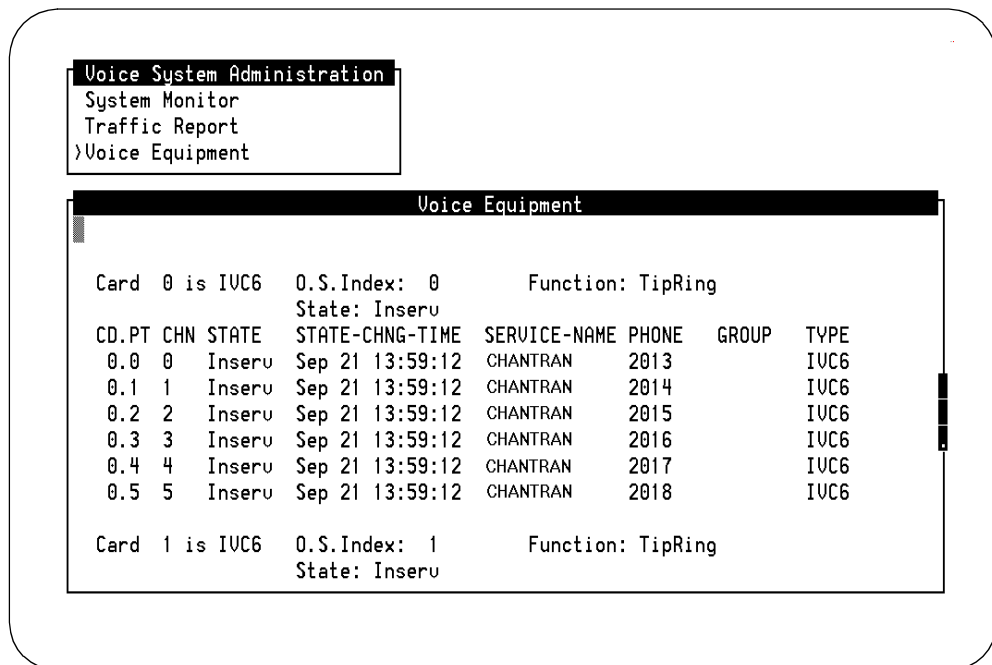 Voice System Administration
System Monitor
Traffic Report
>Voice Equipment
Voice Equipment
Card 0 is IVC6 O.S.Index: 0 Function: TipRing
State: Inserv
CD.PT CHN STATE STATE-CHNG-TIME SERVICE-NAME PHONE GROUP TYPE
0.0 0 Inserv Sep 21 13:59:12 CHANTRAN 2013 IVC6
0.1 1 Inserv Sep 21 13:59:12 CHANTRAN 2014 IVC6
0.2 2 Inserv Sep 21 13:59:12 CHANTRAN 2015 IVC6
0.3 3 Inserv Sep 21 13:59:12 CHANTRAN 2016 IVC6
0.4 4 Inserv Sep 21 13:59:12 CHANTRAN 2017 IVC6
0.5 5 Inserv Sep 21 13:59:12 CHANTRAN 2018 IVC6
Card 1 is IVC6 O.S.Index: 1 Function: TipRing
State: Inserv